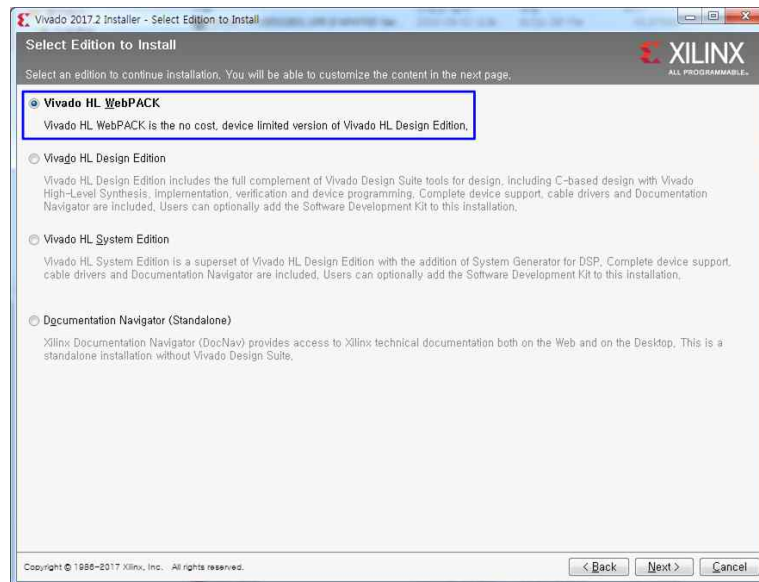 Vivado 2017.2 Installer - Select Edition to Install
Select Edition to Install
XILINX
ALL PROGRAMMABLE.
Select an edition to continue installation. You will be able to customize the content in the next page.
Vivado HL WebPACK
Vivado HL WebPACK is the no cost, device limited version of Vivado HL Design Edition.
Vivado HL Design Edition
Vivado HL Design Edition includes the full complement of Vivado Design Suite tools for design, including C-based design with Vivado
High-Level Synthesis, implementation, verification and device programming. Complete device support, cable drivers and Documentation
Navigator are included. Users can optionally add the Software Development Kit to this installation.
Vivado HL System Edition
Vivado HL System Edition is a superset of Vivado HL Design Edition with the addition of System Generator for DSP. Complete device support,
cable drivers and Documentation Navigator are included. Users can optionally add the Software Development Kit to this installation.
Documentation Navigator (Standalone)
Xilinx Documentation Navigator (DocNav) provides access to Xilinx technical documentation both on the Web and on the Desktop. This is a
standalone installation without Vivado Design Suite.
Copyright © 1986-2017 Xilinx, Inc. All rights reserved.
< Back
Next >
Cancel